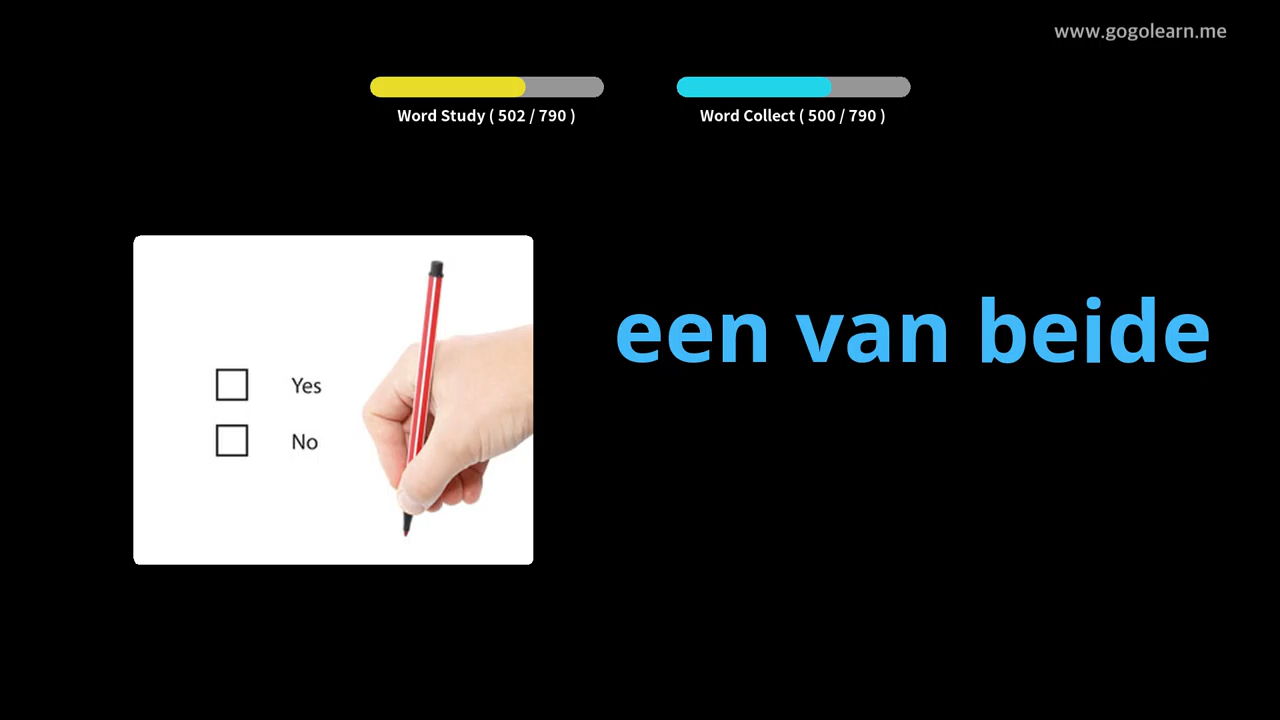 www.gogolearn.me
Word Study ( 502 / 790 )
Word Collect ( 500 / 790 )
een van beide
Yes
No